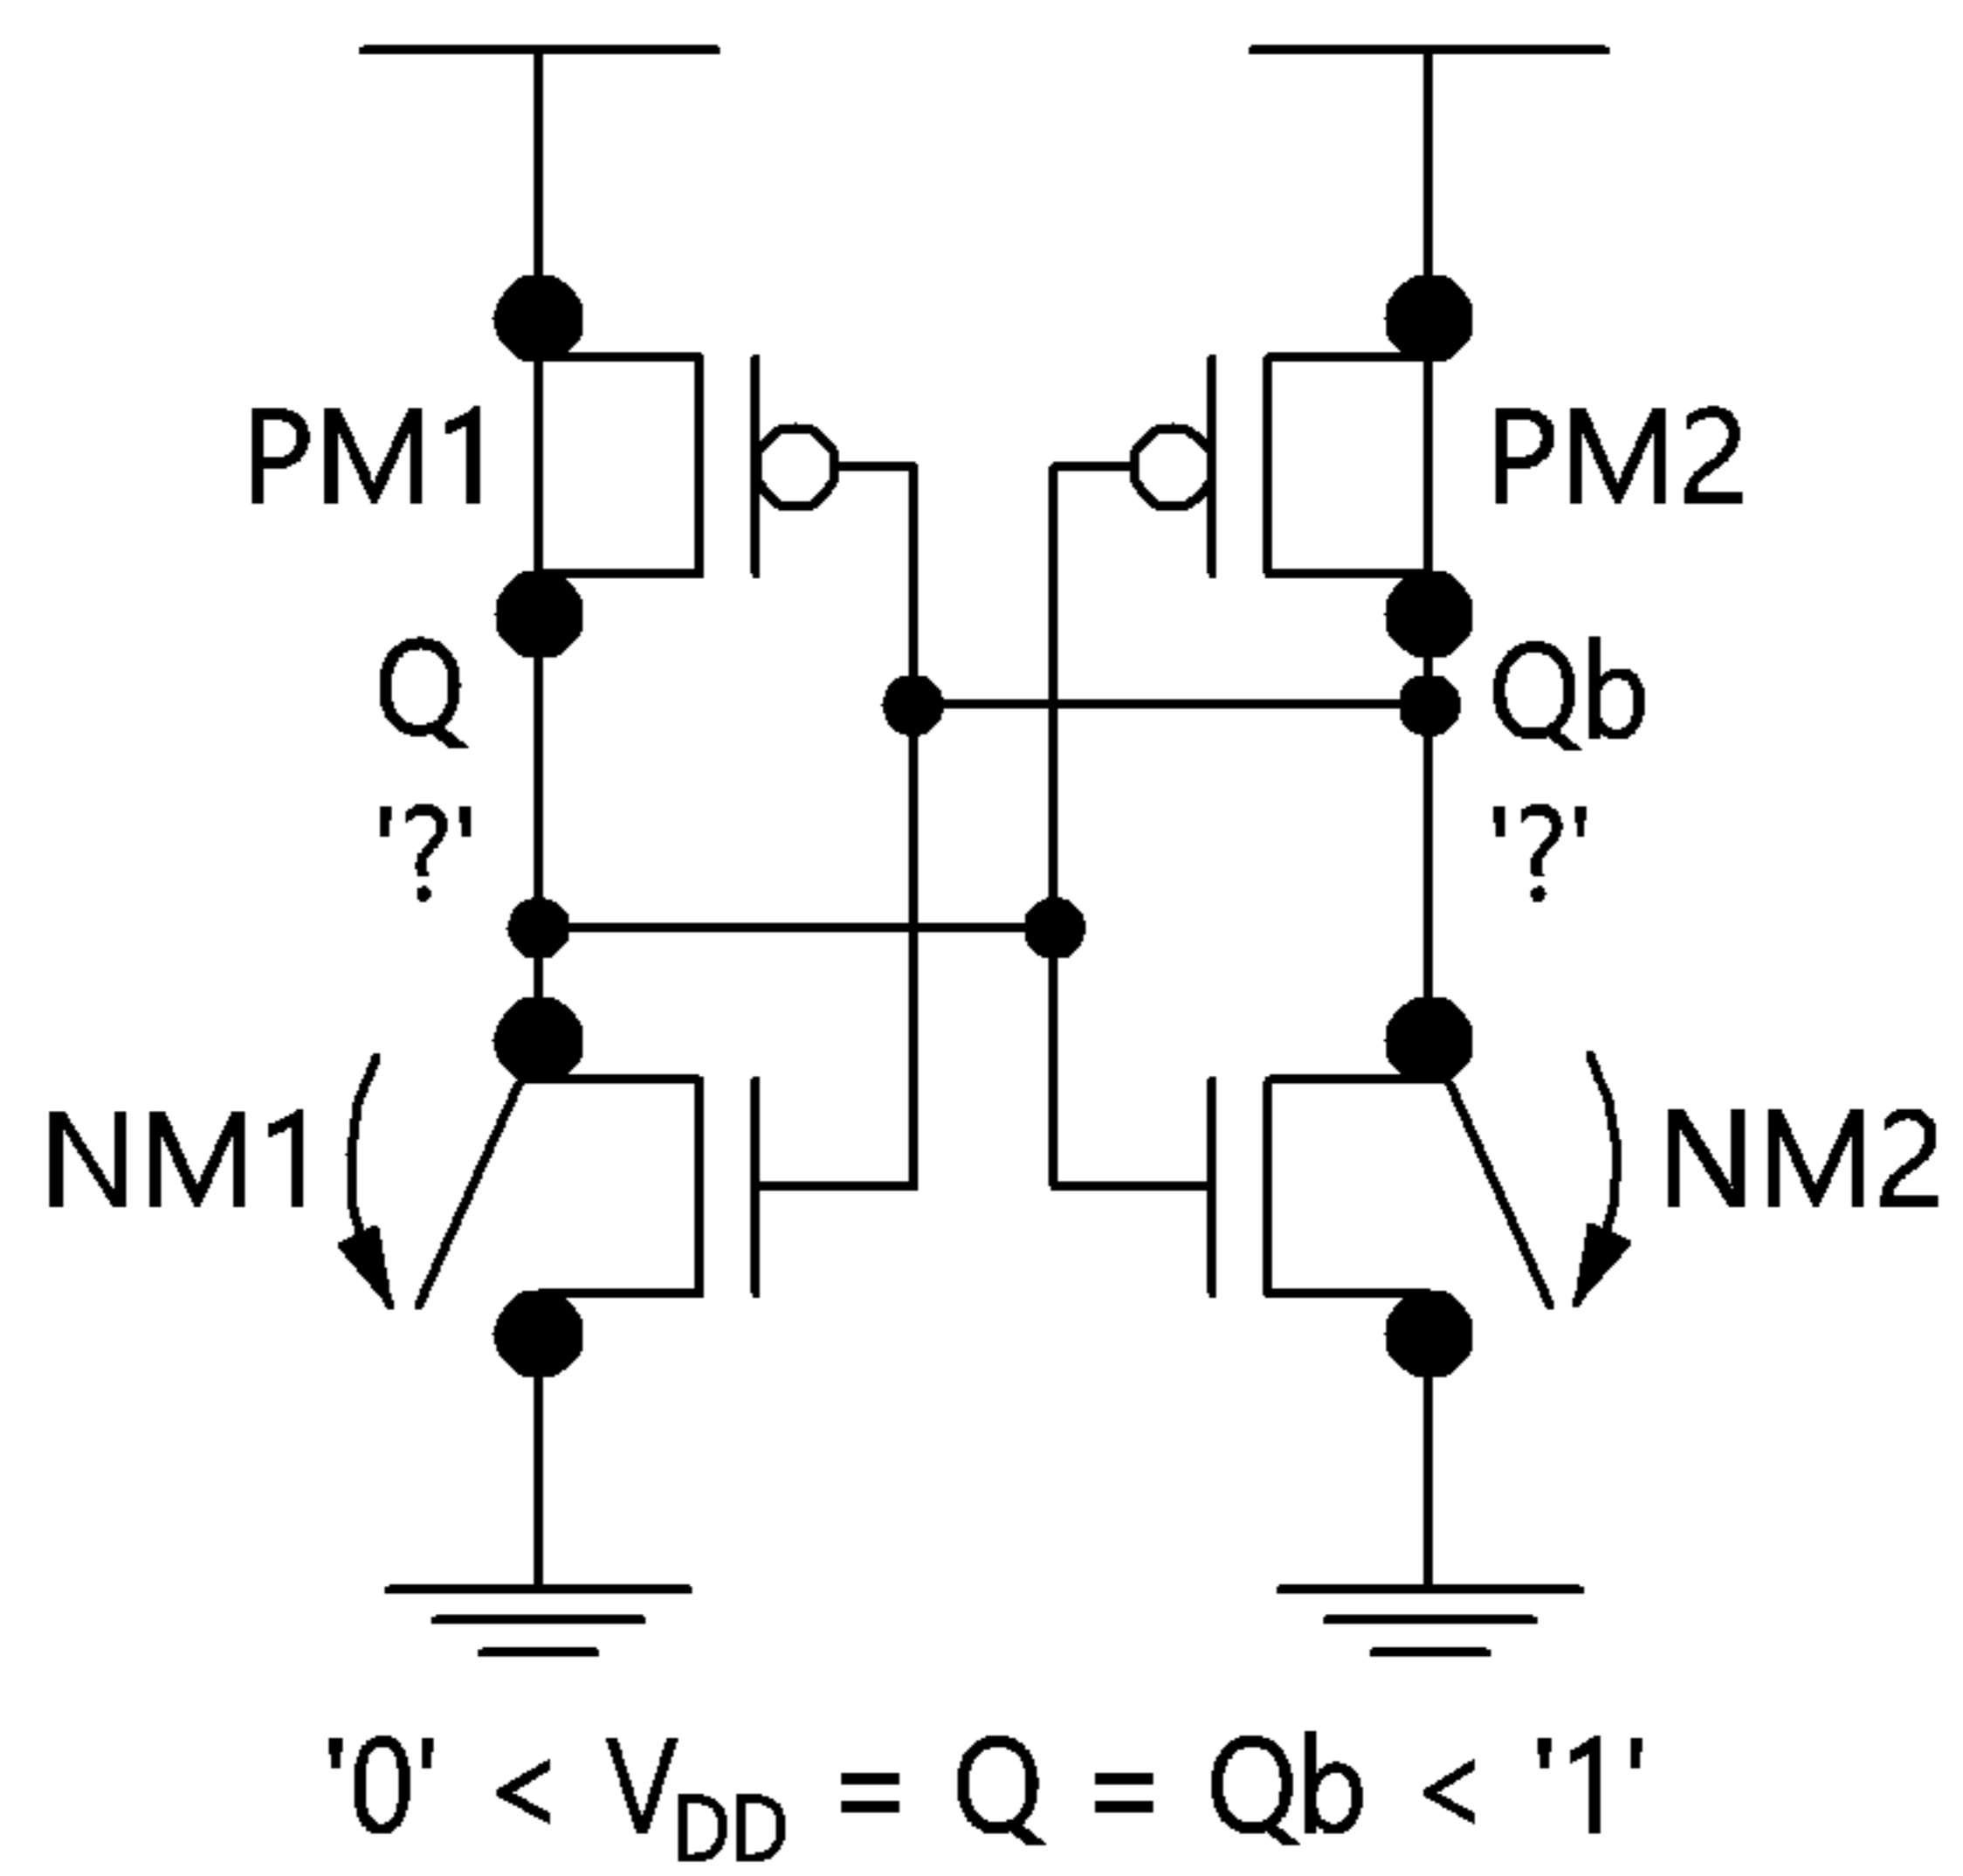 PM1
PM2
Q
Qb
'?'
'?'
NM1
NM2
'0' < VDD = Q = Qb < '1'